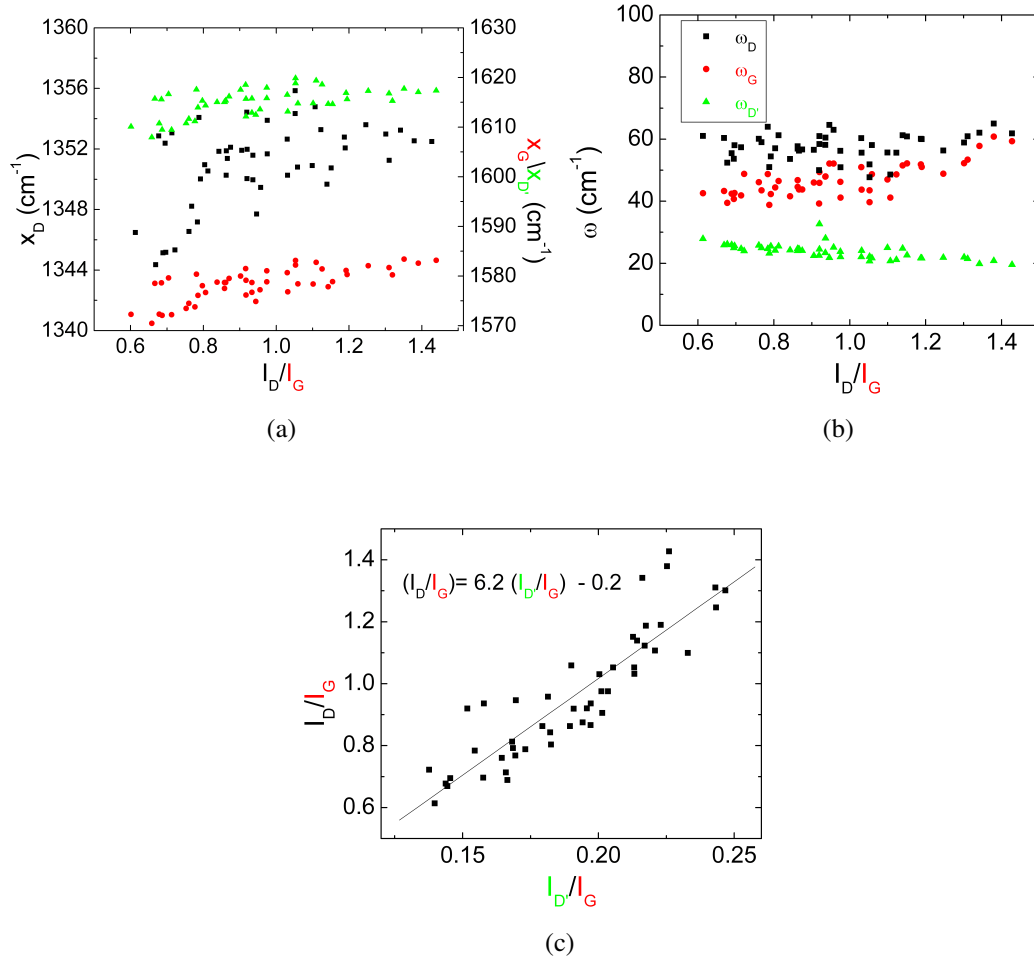 1360
1356
1352
1348
1344
1340
x_D (cm⁻¹)
1630
1620
1610
1600
1590
1580
1570
x_G\x_D' (cm⁻¹)
0.6 0.8 1.0 1.2 1.4
I_D/I_G
(a)
100
80
60
40
20
0
ω (cm⁻¹)
ω_D
ω_G
ω_D'
0.6 0.8 1.0 1.2 1.4
I_D/I_G
(b)
1.4
1.2
1.0
0.8
0.6
I_D/I_G
(I_D/I_G)= 6.2 (I_D'/I_G) - 0.2
0.15 0.20 0.25
I_D'/I_G
(c)